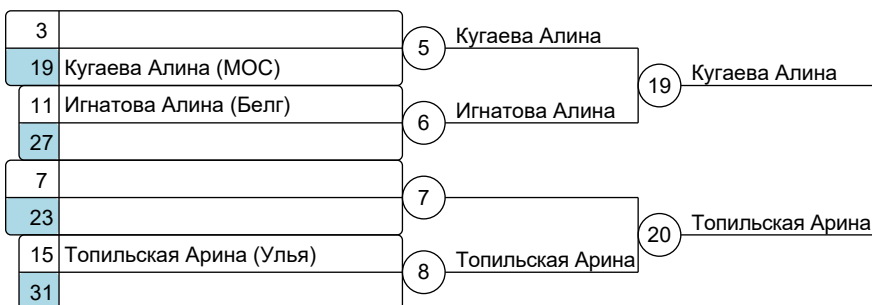 3
19 Кугаева Алина (МОС)
5 Кугаева Алина
11 Игнатова Алина (Белг)
27
6 Игнатова Алина
19 Кугаева Алина
7
23
7
15 Топильская Арина (Улья)
31
8 Топильская Арина
20 Топильская Арина